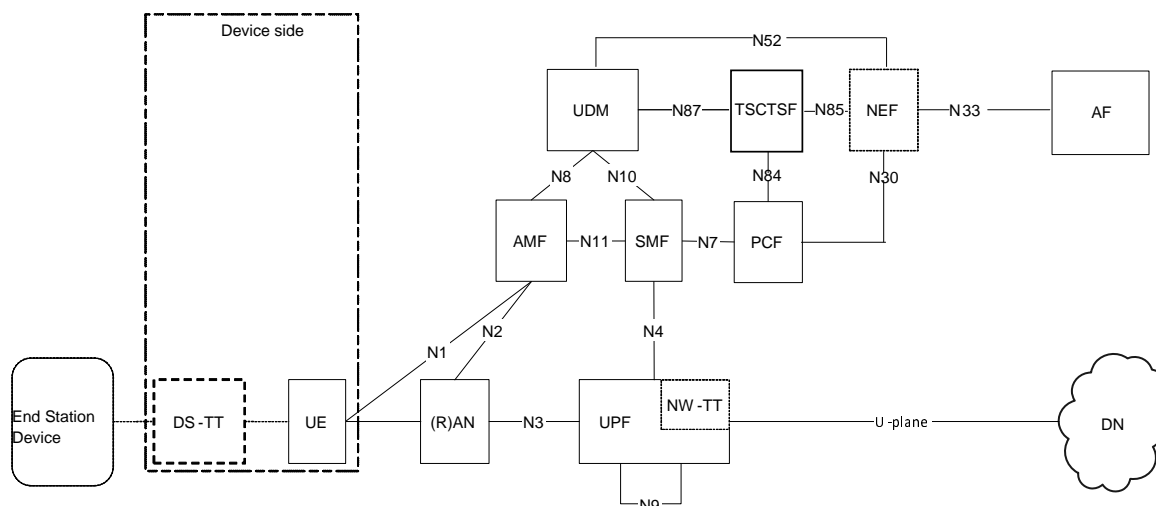 Device side
N52
UDM
N87
TSCTSF
N85
NEF
N33
AF
N8
N10
N84
N30
AMF
N11
SMF
N7
PCF
N1
N2
N4
End Station
Device
DS -TT
UE
(R)AN
N3
UPF
NW -TT
U -plane
DN
N9